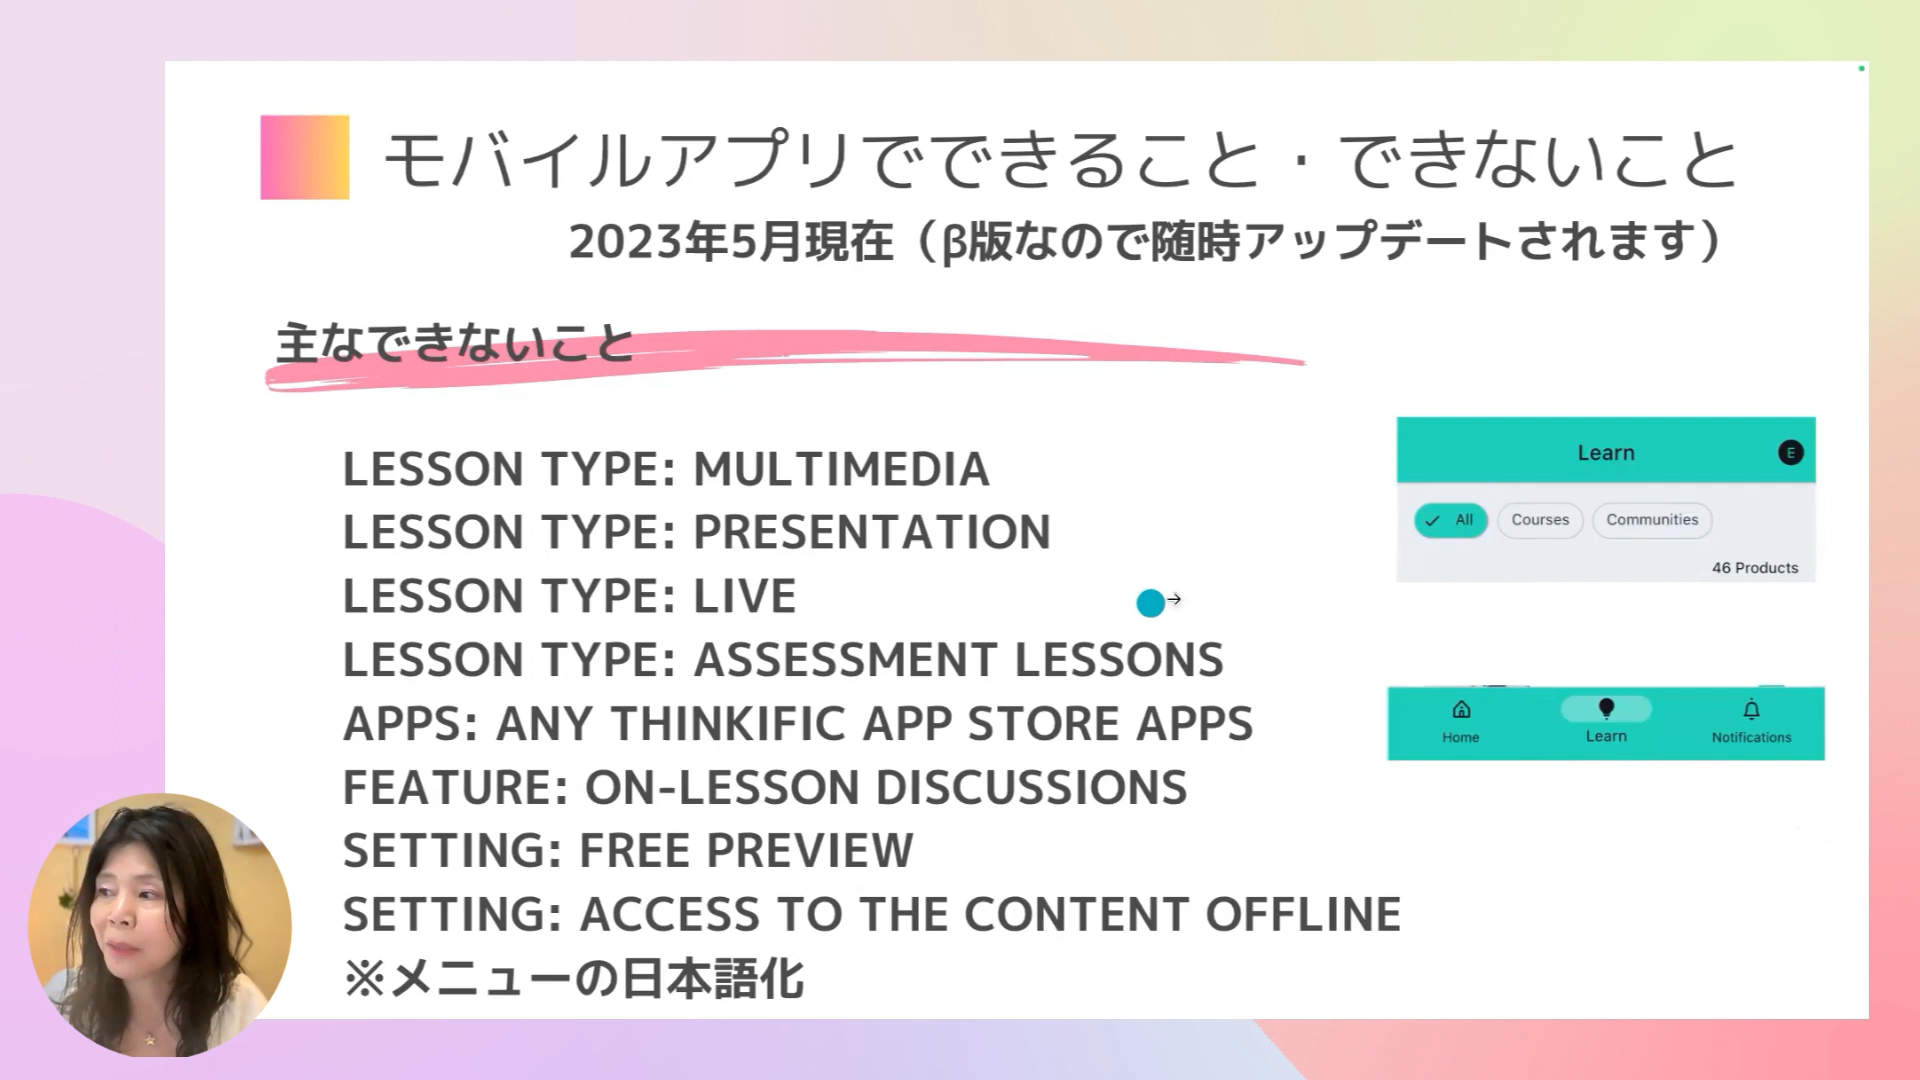 モバイルアプリでできること・できないこと
2023年5月現在（β版なので随時アップデートされます）
主なできないこと
LESSON TYPE: MULTIMEDIA
LESSON TYPE: PRESENTATION
LESSON TYPE: LIVE
LESSON TYPE: ASSESSMENT LESSONS
APPS: ANY THINKIFIC APP STORE APPS
FEATURE: ON-LESSON DISCUSSIONS
SETTING: FREE PREVIEW
SETTING: ACCESS TO THE CONTENT OFFLINE
※メニューの日本語化
Learn
E
All
Courses
Communities
46 Products
Home
Learn
Notifications